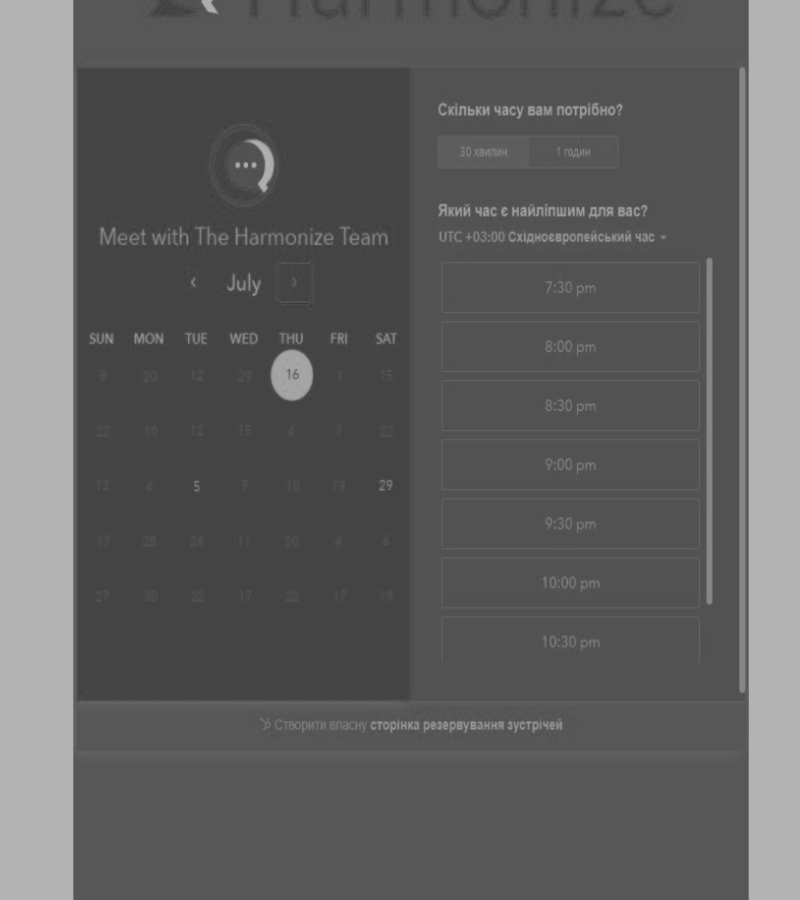 Harmonize
Скільки часу вам потрібно?
30 хвилин 1 годин
Який час є найліпшим для вас?
UTC +03:00 Східноєвропейський час
Meet with The Harmonize Team
July
SUN MON TUE WED THU FRI SAT
8 20 12 29 16 1 15
22 10 12 15 4 7 22
12 4 5 9 10 19 29
17 28 26 11 20 4 6
27 30 22 17 22 17 19
7:30 pm
8:00 pm
8:30 pm
9:00 pm
9:30 pm
10:00 pm
10:30 pm
Створити власну сторінка резервування зустрічей